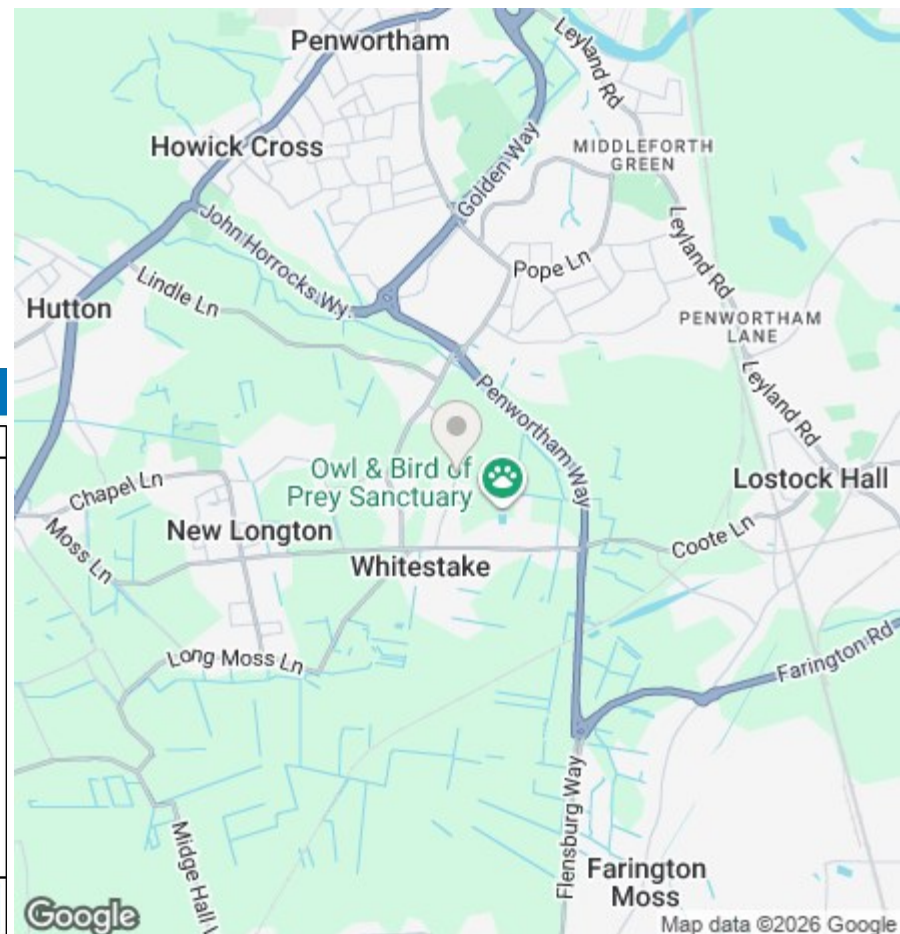 Penwortham
Leyland Rd
Howick Cross
MIDDLEFORTH
GREEN
Golden Way
John Horrocks Wy.
Leyland Rd
Lindle Ln
Pope Ln
Hutton
PENWORTHAM
LANE
Penwortham Way
Leyland Rd
Owl & Bird of
Prey Sanctuary
Chapel Ln
Lostock Hall
New Longton
Moss Ln
Coote Ln
Whitestake
Long Moss Ln
Farington Rd
Flensburg Way
Midge Hall
Farington
Moss
Google
Map data ©2026 Google